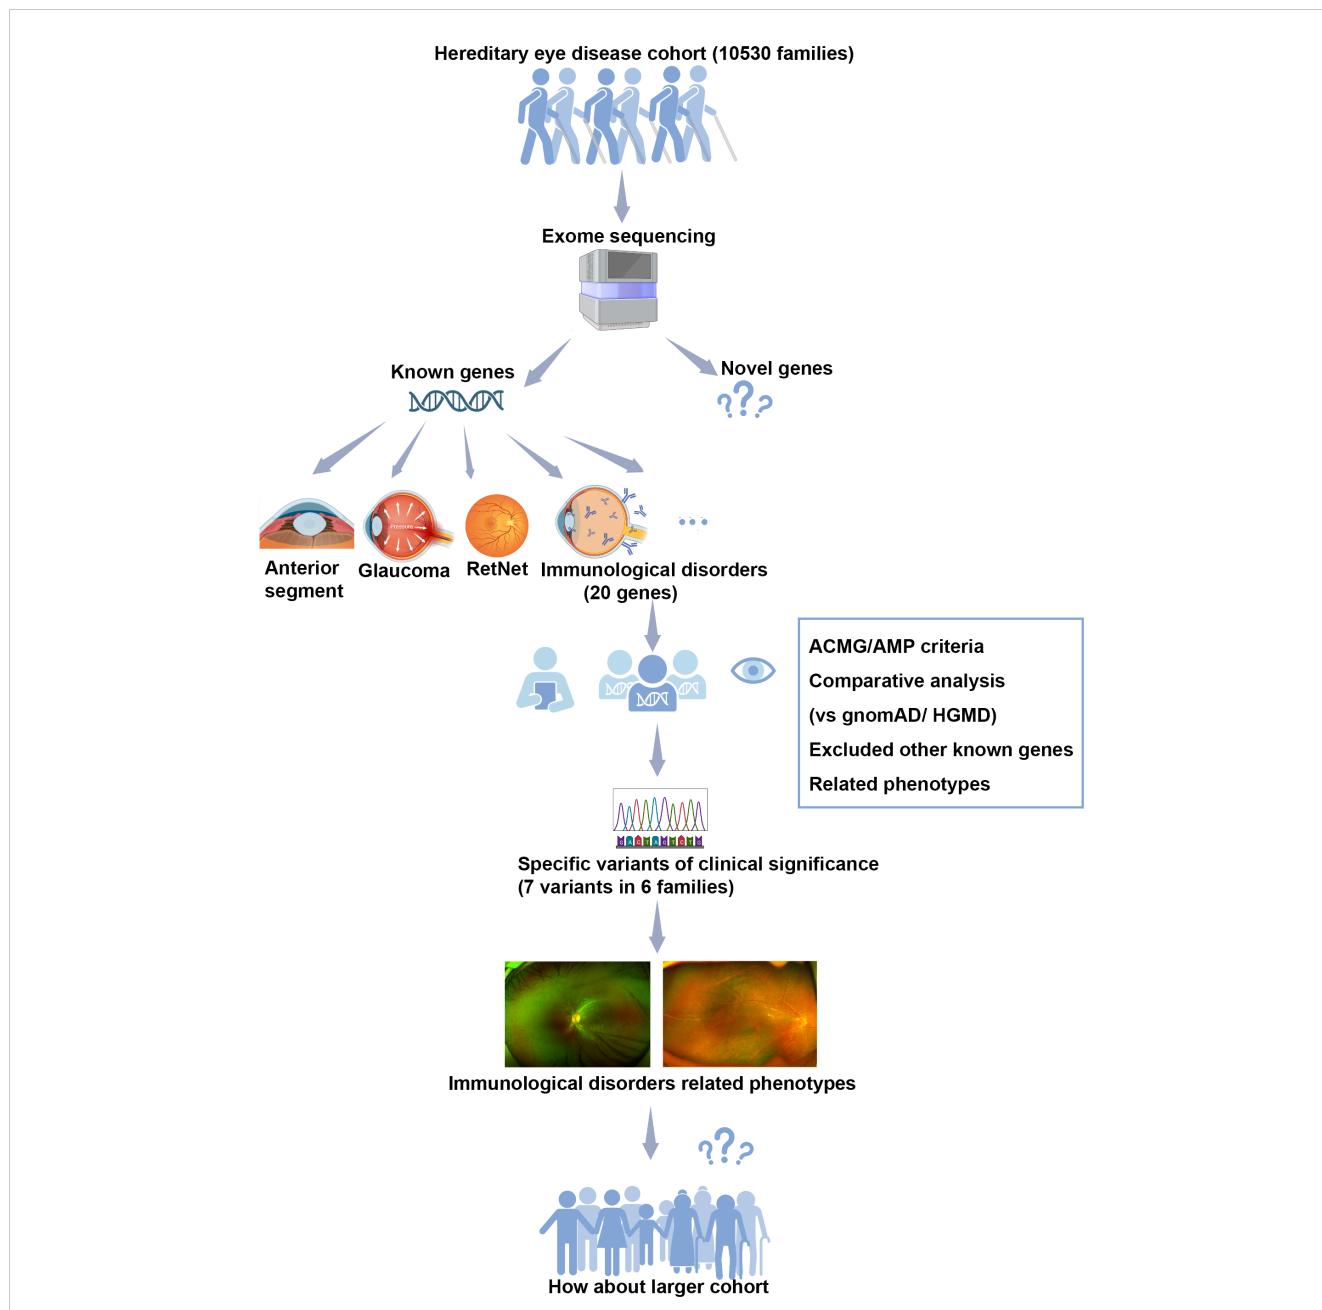 Hereditary eye disease cohort (10530 families)
Exome sequencing
Known genes
Novel genes
Pressure
Anterior
segment
Glaucoma
RetNet
Immunological disorders
(20 genes)
ACMG/AMP criteria
Comparative analysis
(vs gnomAD/ HGMD)
Excluded other known genes
Related phenotypes
Specific variants of clinical significance
(7 variants in 6 families)
Immunological disorders related phenotypes
How about larger cohort